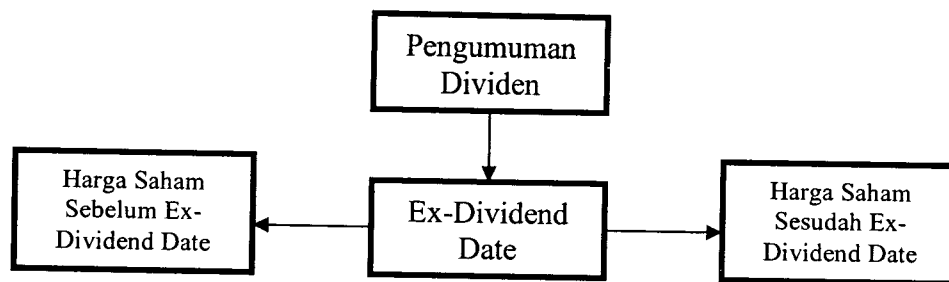 Pengumuman
Dividen
Harga Saham
Sebelum Ex-
Dividend Date
Ex-Dividend
Date
Harga Saham
Sesudah Ex-
Dividend Date